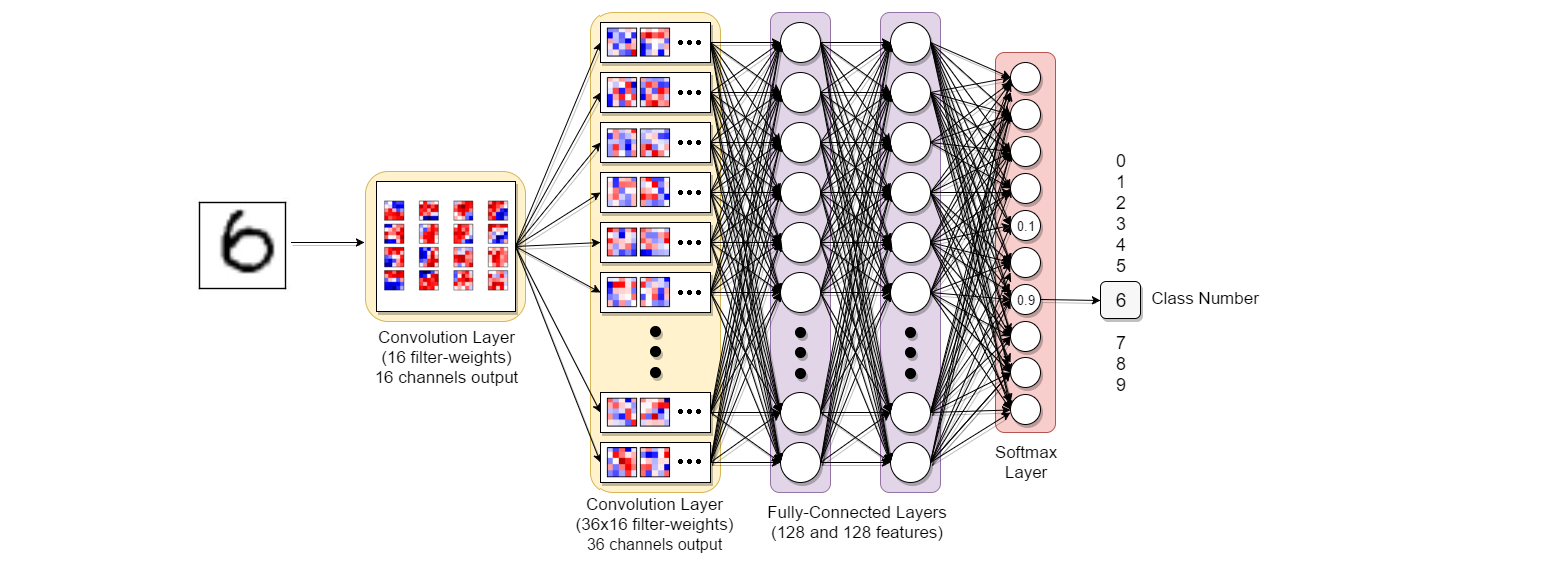 6
Convolution Layer
(16 filter-weights)
16 channels output
Convolution Layer
(36x16 filter-weights)
36 channels output
Fully-Connected Layers
(128 and 128 features)
0.1
0.9
Softmax
Layer
0
1
2
3
4
5
6 Class Number
7
8
9